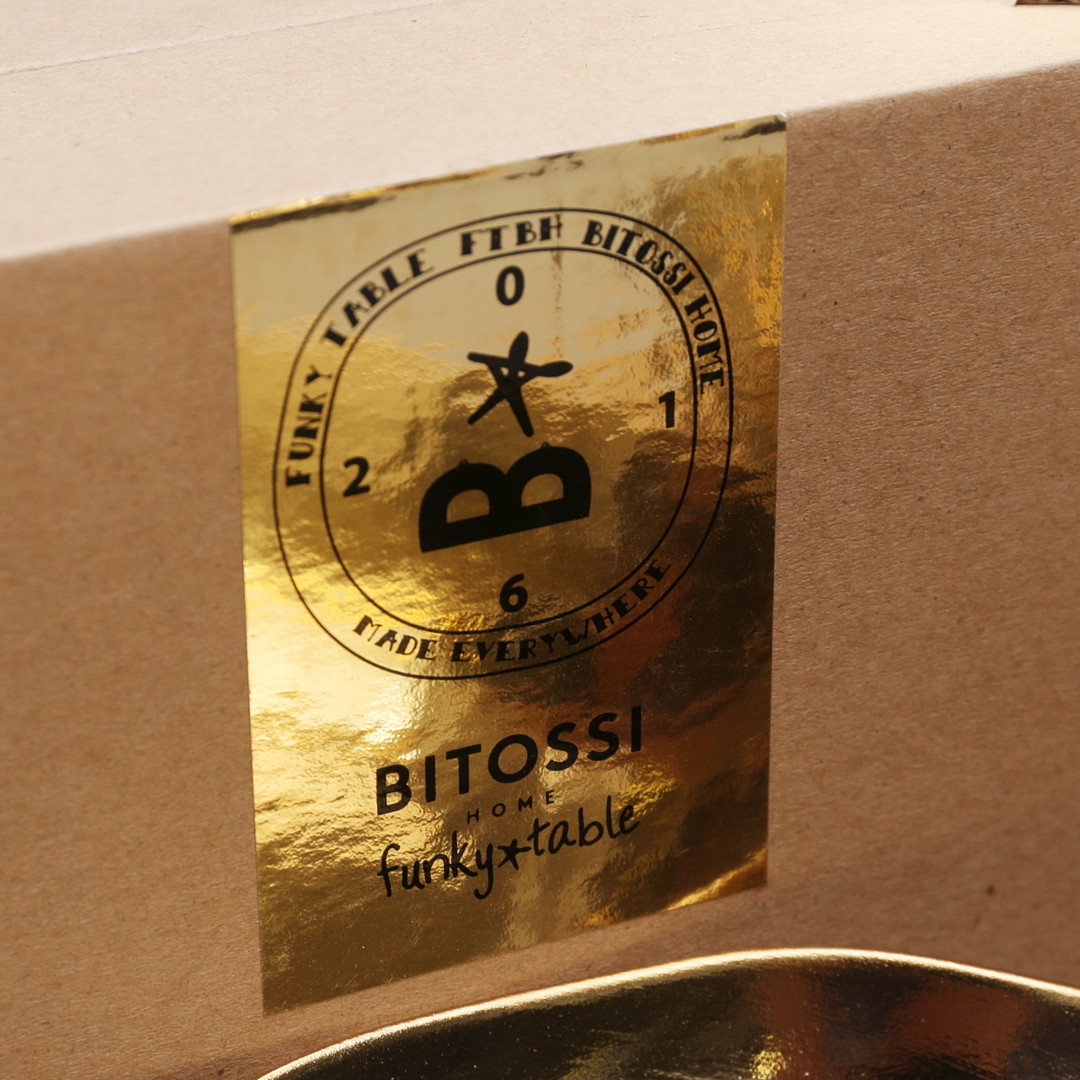 FUNKY TABLE FTBH BITOSSI HOME
0
2 1
B
6
MADE EVERYWHERE
BITOSSI
HOME
funky★table